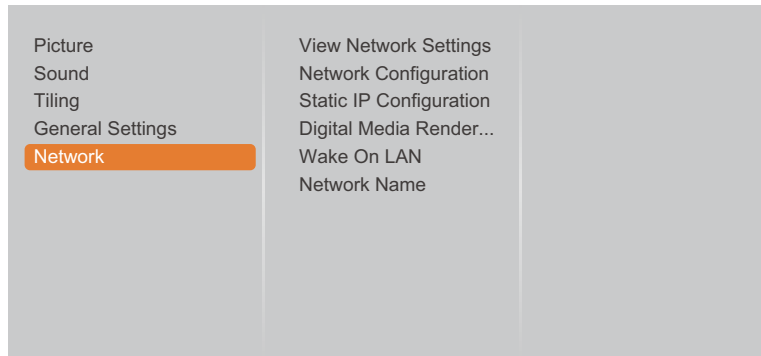 Picture
Sound
Tiling
General Settings
Network
View Network Settings
Network Configuration
Static IP Configuration
Digital Media Render...
Wake On LAN
Network Name